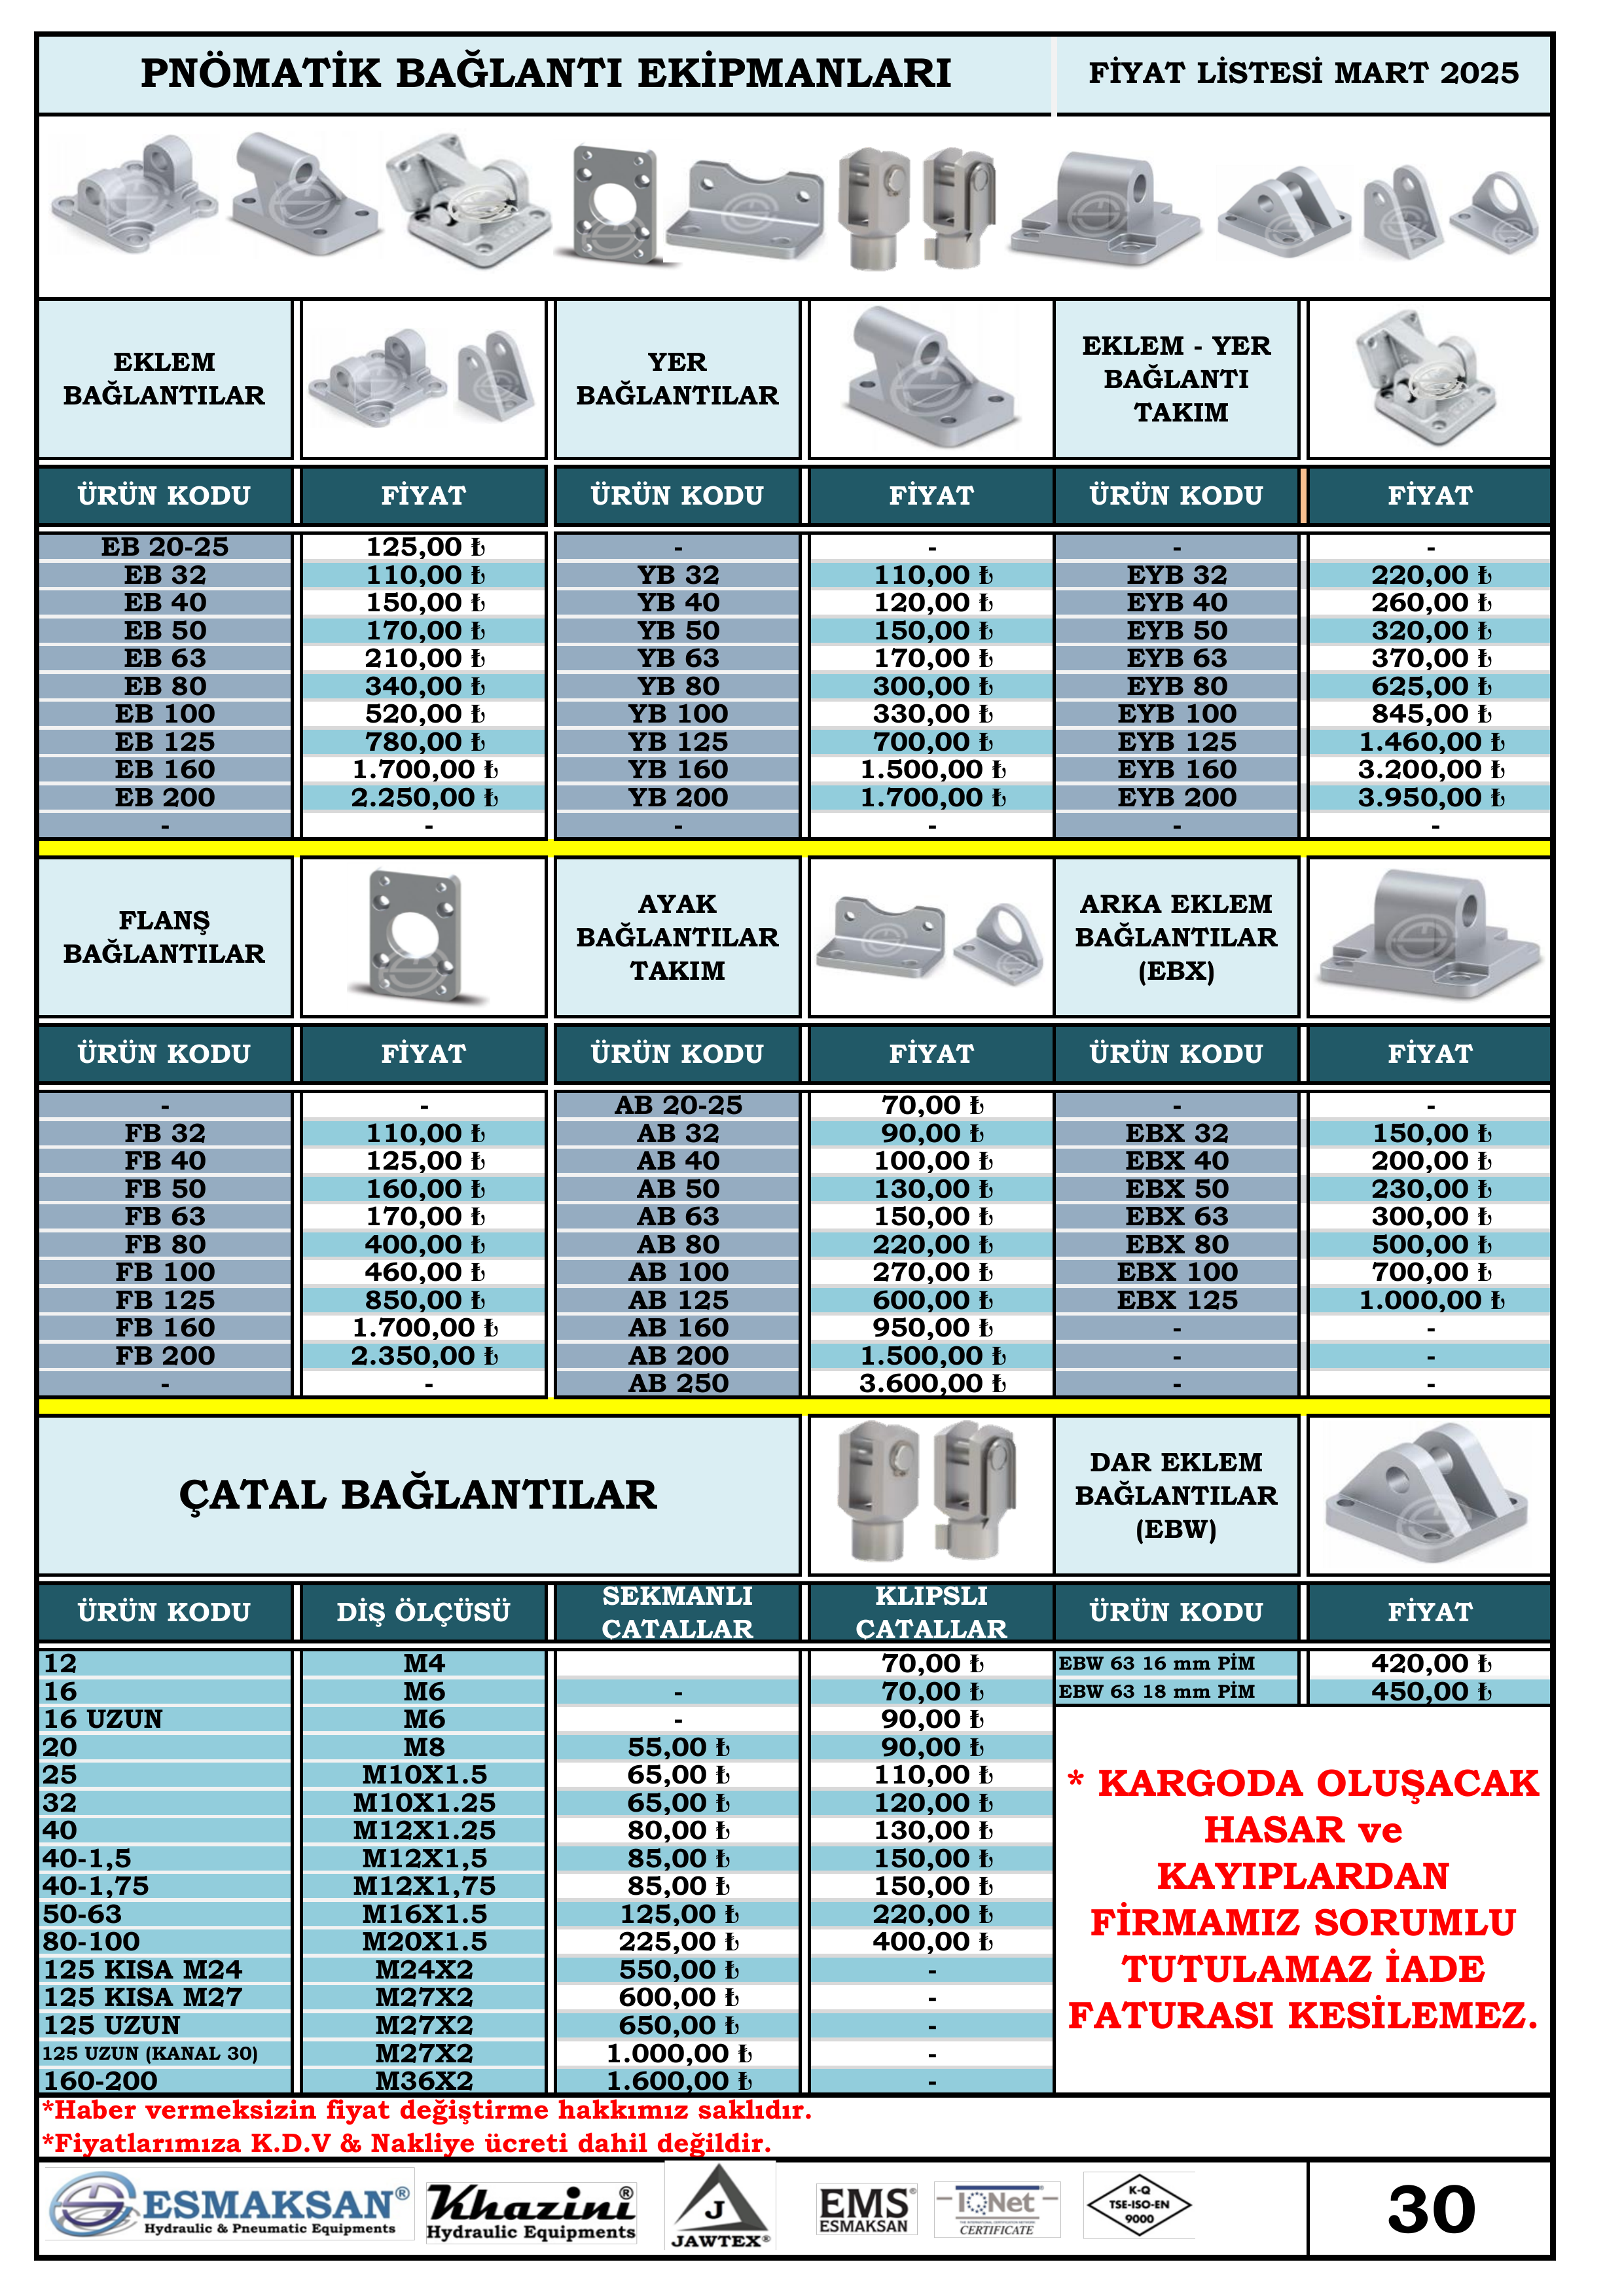 PNÖMATİK BAĞLANTI EKİPMANLARI
FİYAT LİSTESİ MART 2025
EKLEM
BAĞLANTILAR
YER
BAĞLANTILAR
EKLEM - YER
BAĞLANTI
TAKIM
ÜRÜN KODU FİYAT ÜRÜN KODU FİYAT ÜRÜN KODU FİYAT
EB 20-25 125,00 ₺ - - - -
EB 32 110,00 ₺ YB 32 110,00 ₺ EYB 32 220,00 ₺
EB 40 150,00 ₺ YB 40 120,00 ₺ EYB 40 260,00 ₺
EB 50 170,00 ₺ YB 50 150,00 ₺ EYB 50 320,00 ₺
EB 63 210,00 ₺ YB 63 170,00 ₺ EYB 63 370,00 ₺
EB 80 340,00 ₺ YB 80 300,00 ₺ EYB 80 625,00 ₺
EB 100 520,00 ₺ YB 100 330,00 ₺ EYB 100 845,00 ₺
EB 125 780,00 ₺ YB 125 700,00 ₺ EYB 125 1.460,00 ₺
EB 160 1.700,00 ₺ YB 160 1.500,00 ₺ EYB 160 3.200,00 ₺
EB 200 2.250,00 ₺ YB 200 1.700,00 ₺ EYB 200 3.950,00 ₺
- - - - - -
FLANŞ
BAĞLANTILAR
AYAK
BAĞLANTILAR
TAKIM
ARKA EKLEM
BAĞLANTILAR
(EBX)
ÜRÜN KODU FİYAT ÜRÜN KODU FİYAT ÜRÜN KODU FİYAT
- - AB 20-25 70,00 ₺ - -
FB 32 110,00 ₺ AB 32 90,00 ₺ EBX 32 150,00 ₺
FB 40 125,00 ₺ AB 40 100,00 ₺ EBX 40 200,00 ₺
FB 50 160,00 ₺ AB 50 130,00 ₺ EBX 50 230,00 ₺
FB 63 170,00 ₺ AB 63 150,00 ₺ EBX 63 300,00 ₺
FB 80 400,00 ₺ AB 80 220,00 ₺ EBX 80 500,00 ₺
FB 100 460,00 ₺ AB 100 270,00 ₺ EBX 100 700,00 ₺
FB 125 850,00 ₺ AB 125 600,00 ₺ EBX 125 1.000,00 ₺
FB 160 1.700,00 ₺ AB 160 950,00 ₺ - -
FB 200 2.350,00 ₺ AB 200 1.500,00 ₺ - -
- - AB 250 3.600,00 ₺ - -
ÇATAL BAĞLANTILAR
DAR EKLEM
BAĞLANTILAR
(EBW)
ÜRÜN KODU DİŞ ÖLÇÜSÜ SEKMANLI ÇATALLAR KLİPSLİ ÇATALLAR ÜRÜN KODU FİYAT
12 M4 70,00 ₺ EBW 63 16 mm PİM 420,00 ₺
16 M6 - 70,00 ₺ EBW 63 18 mm PİM 450,00 ₺
16 UZUN M6 - 90,00 ₺
20 M8 55,00 ₺ 90,00 ₺
25 M10X1.5 65,00 ₺ 110,00 ₺
32 M10X1.25 65,00 ₺ 120,00 ₺
40 M12X1.25 80,00 ₺ 130,00 ₺
40-1,5 M12X1,5 85,00 ₺ 150,00 ₺
40-1,75 M12X1,75 85,00 ₺ 150,00 ₺
50-63 M16X1.5 125,00 ₺ 220,00 ₺
80-100 M20X1.5 225,00 ₺ 400,00 ₺
125 KISA M24 M24X2 550,00 ₺ -
125 KISA M27 M27X2 600,00 ₺ -
125 UZUN M27X2 650,00 ₺ -
125 UZUN (KANAL 30) M27X2 1.000,00 ₺ -
160-200 M36X2 1.600,00 ₺ -
* KARGODA OLUŞACAK
HASAR ve
KAYIPLARDAN
FİRMAMIZ SORUMLU
TUTULAMAZ İADE
FATURASI KESİLEMEZ.
*Haber vermeksizin fiyat değiştirme hakkımız saklıdır.
*Fiyatlarımıza K.D.V & Nakliye ücreti dahil değildir.
ESMAKSAN®
Hydraulic & Pneumatic Equipments
Khazini®
Hydraulic Equipments
J
JAWTEX®
EMS®
ESMAKSAN
IQNet
CERTIFICATE
K-Q
TSE-ISO-EN
9000
30